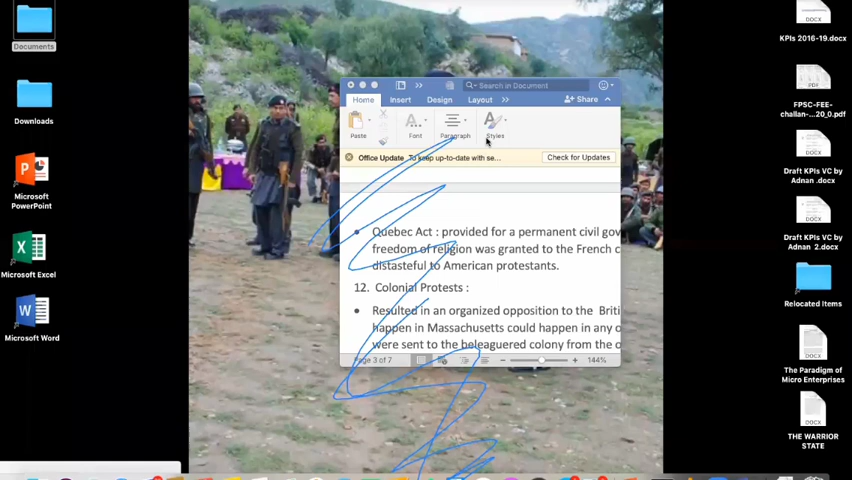 Documents
Downloads
Microsoft
PowerPoint
Microsoft Excel
Microsoft Word
Search in Document
Home Insert Design Layout Share
Paste Font Paragraph Styles
Office Update To keep up-to-date with se... Check for Updates
• Quebec Act : provided for a permanent civil gov
freedom of religion was granted to the French c
distasteful to American protestants.
12. Colonial Protests :
• Resulted in an organized opposition to the Briti
happen in Massachusetts could happen in any o
were sent to the beleaguered colony from the o
Page 3 of 7 144%
DOCX
KPIs 2016-19.docx
PDF
FPSC-FEE-
challan-...20_0.pdf
DOCX
Draft KPIs VC by
Adnan .docx
DOCX
Draft KPIs VC by
Adnan 2.docx
Relocated Items
DOCX
The Paradigm of
Micro Enterprises
DOCX
THE WARRIOR
STATE